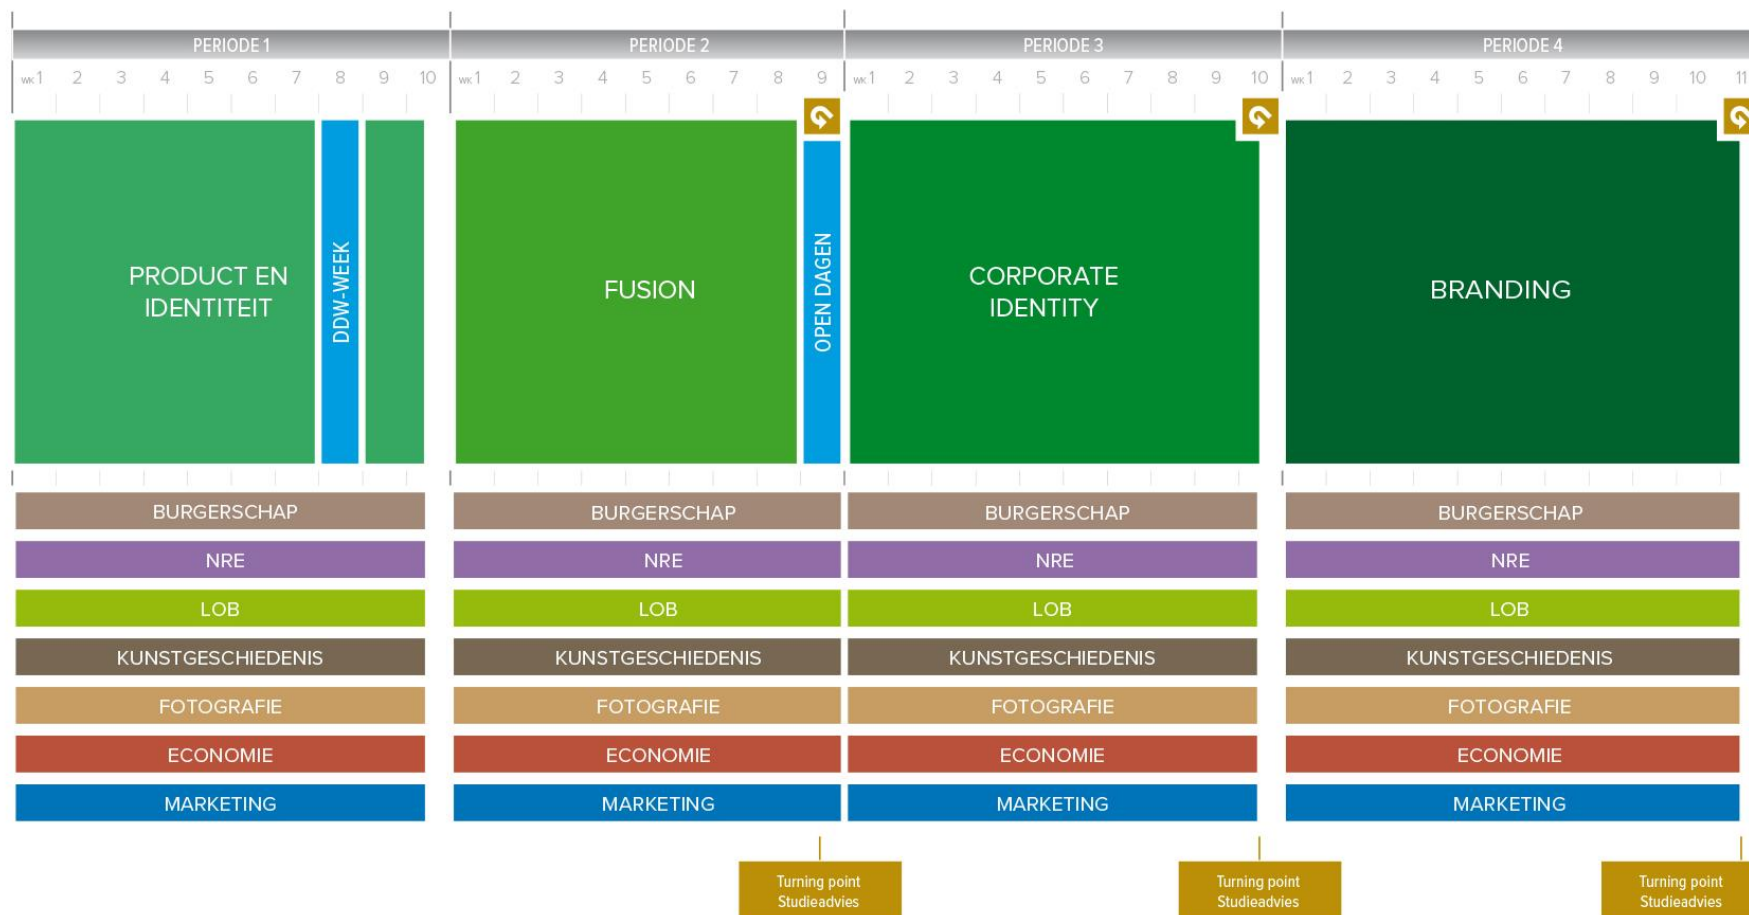 PERIODE 1 PERIODE 2 PERIODE 3 PERIODE 4
wk 1 2 3 4 5 6 7 8 9 10 wk 1 2 3 4 5 6 7 8 9 wk 1 2 3 4 5 6 7 8 9 10 wk 1 2 3 4 5 6 7 8 9 10 11
PRODUCT EN
IDENTITEIT
DDW-WEEK
FUSION
OPEN DAGEN
CORPORATE
IDENTITY
BRANDING
BURGERSCHAP BURGERSCHAP BURGERSCHAP BURGERSCHAP
NRE NRE NRE NRE
LOB LOB LOB LOB
KUNSTGESCHIEDENIS KUNSTGESCHIEDENIS KUNSTGESCHIEDENIS KUNSTGESCHIEDENIS
FOTOGRAFIE FOTOGRAFIE FOTOGRAFIE FOTOGRAFIE
ECONOMIE ECONOMIE ECONOMIE ECONOMIE
MARKETING MARKETING MARKETING MARKETING
Turning point
Studieadvies
Turning point
Studieadvies
Turning point
Studieadvies